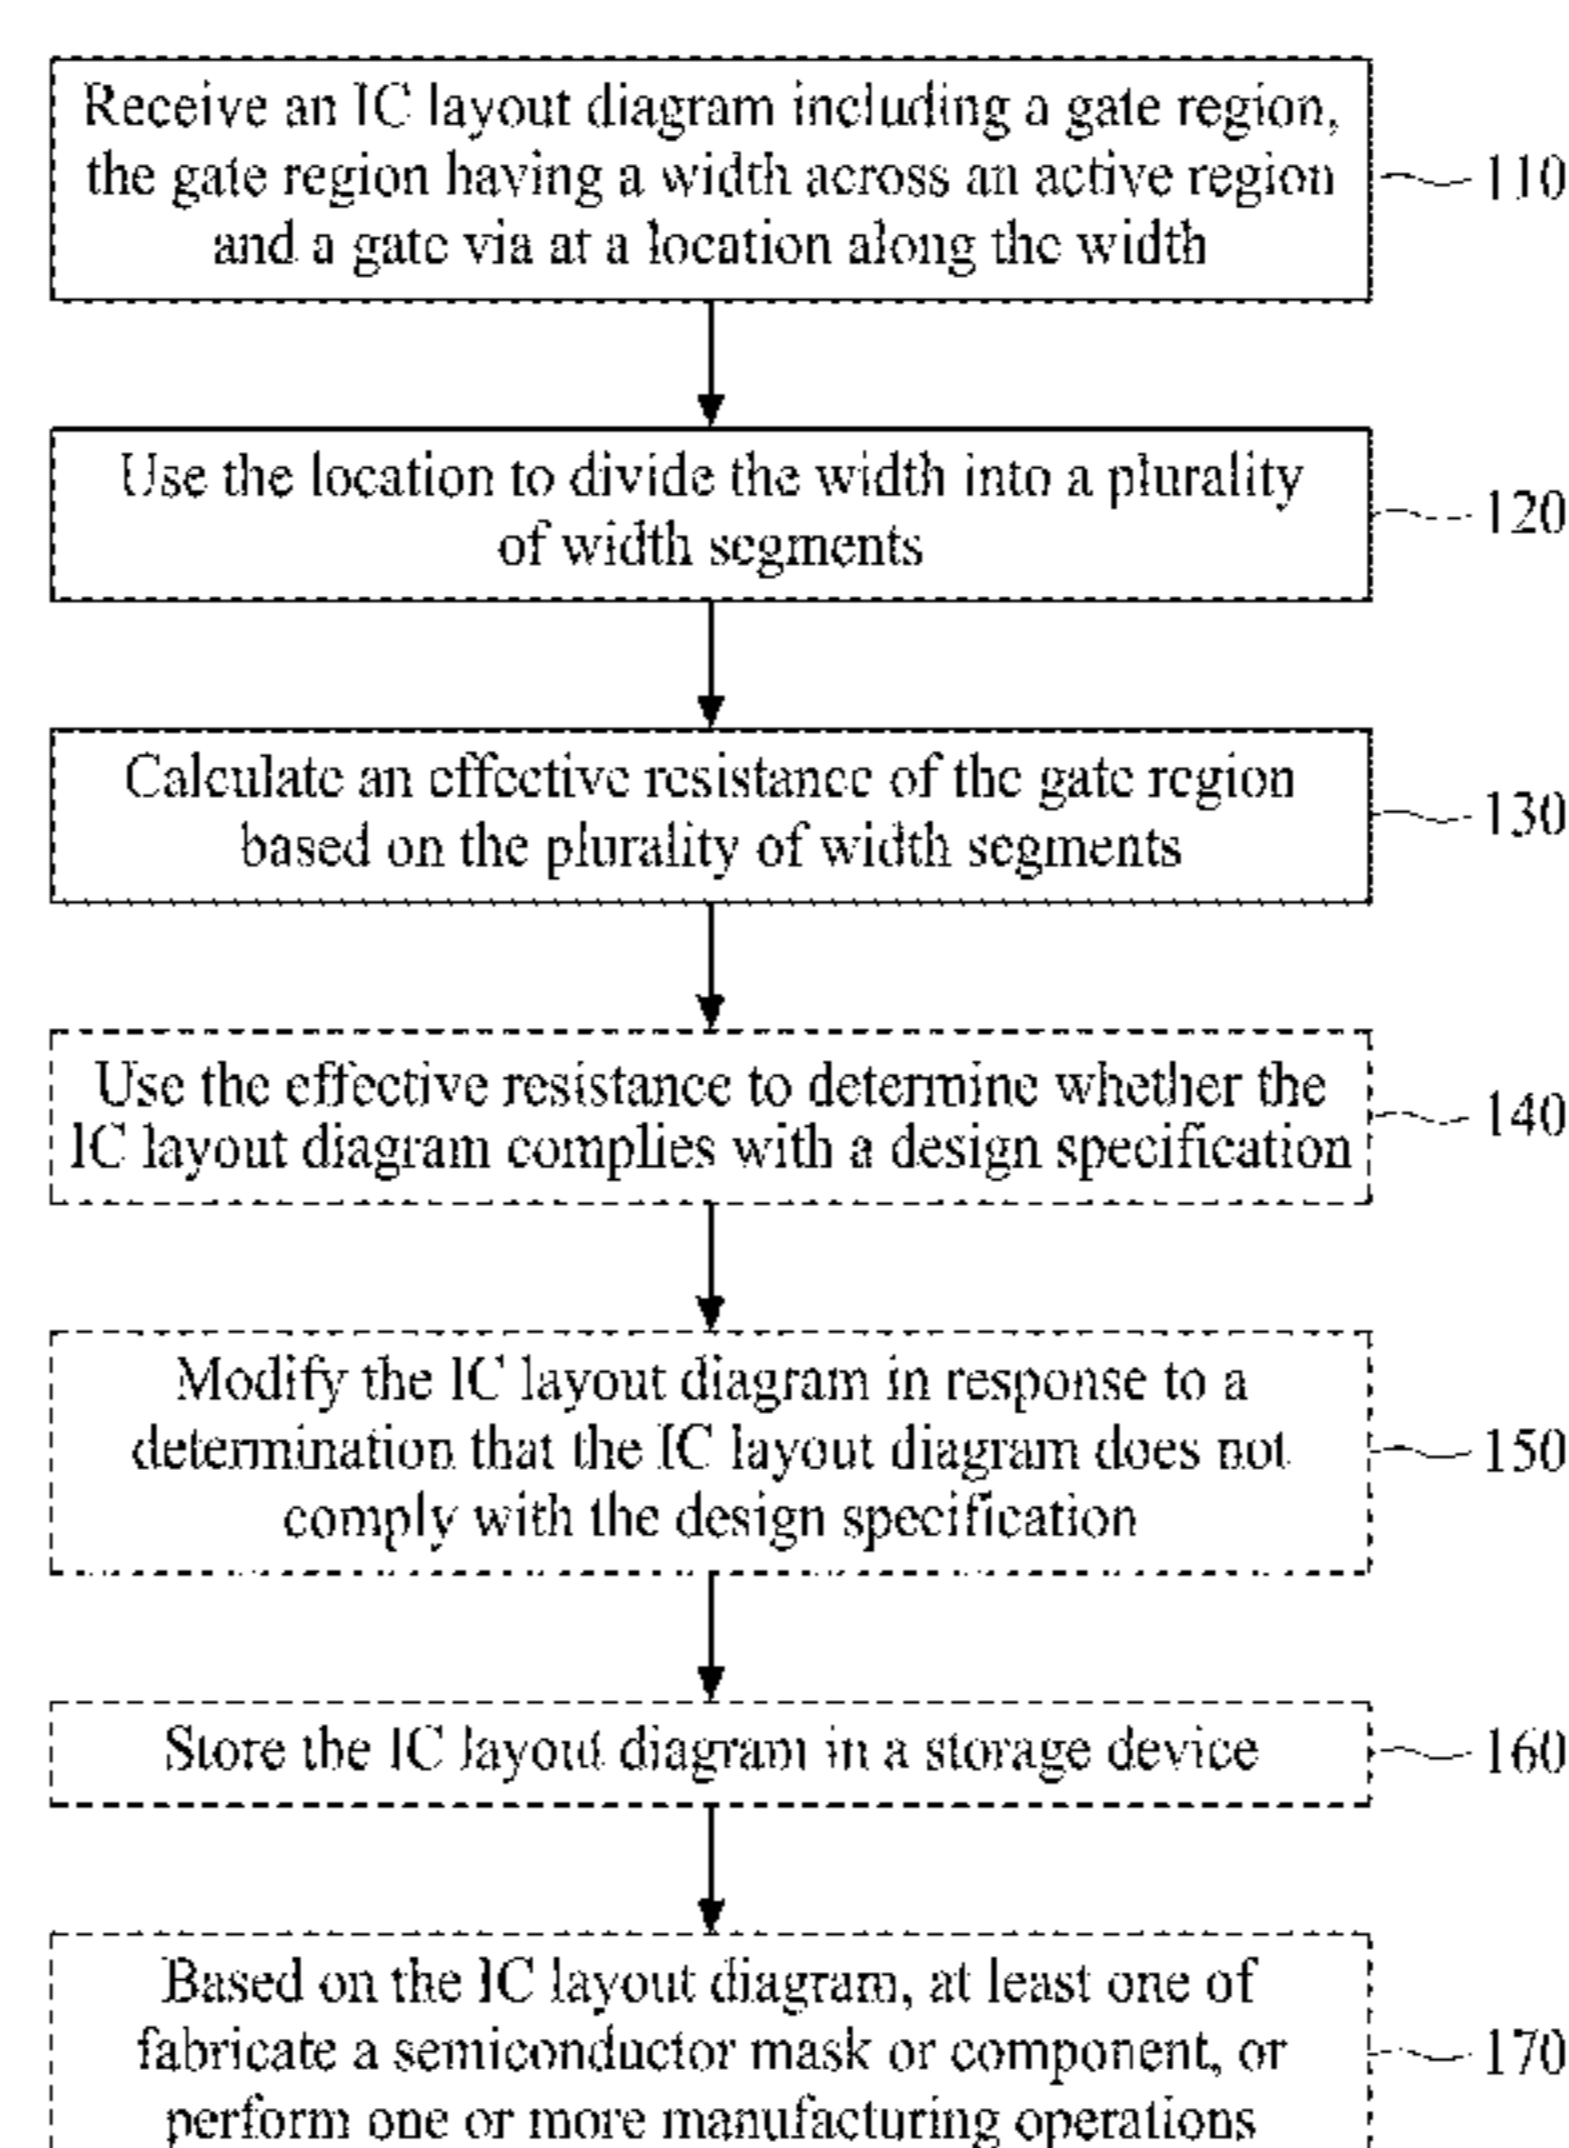 Receive an IC layout diagram including a gate region,
the gate region having a width across an active region
and a gate via at a location along the width
110
Use the location to divide the width into a plurality
of width segments
120
Calculate an effective resistance of the gate region
based on the plurality of width segments
130
Use the effective resistance to determine whether the
IC layout diagram complies with a design specification
140
Modify the IC layout diagram in response to a
determination that the IC layout diagram does not
comply with the design specification
150
Store the IC layout diagram in a storage device
160
Based on the IC layout diagram, at least one of
fabricate a semiconductor mask or component, or
perform one or more manufacturing operations
170